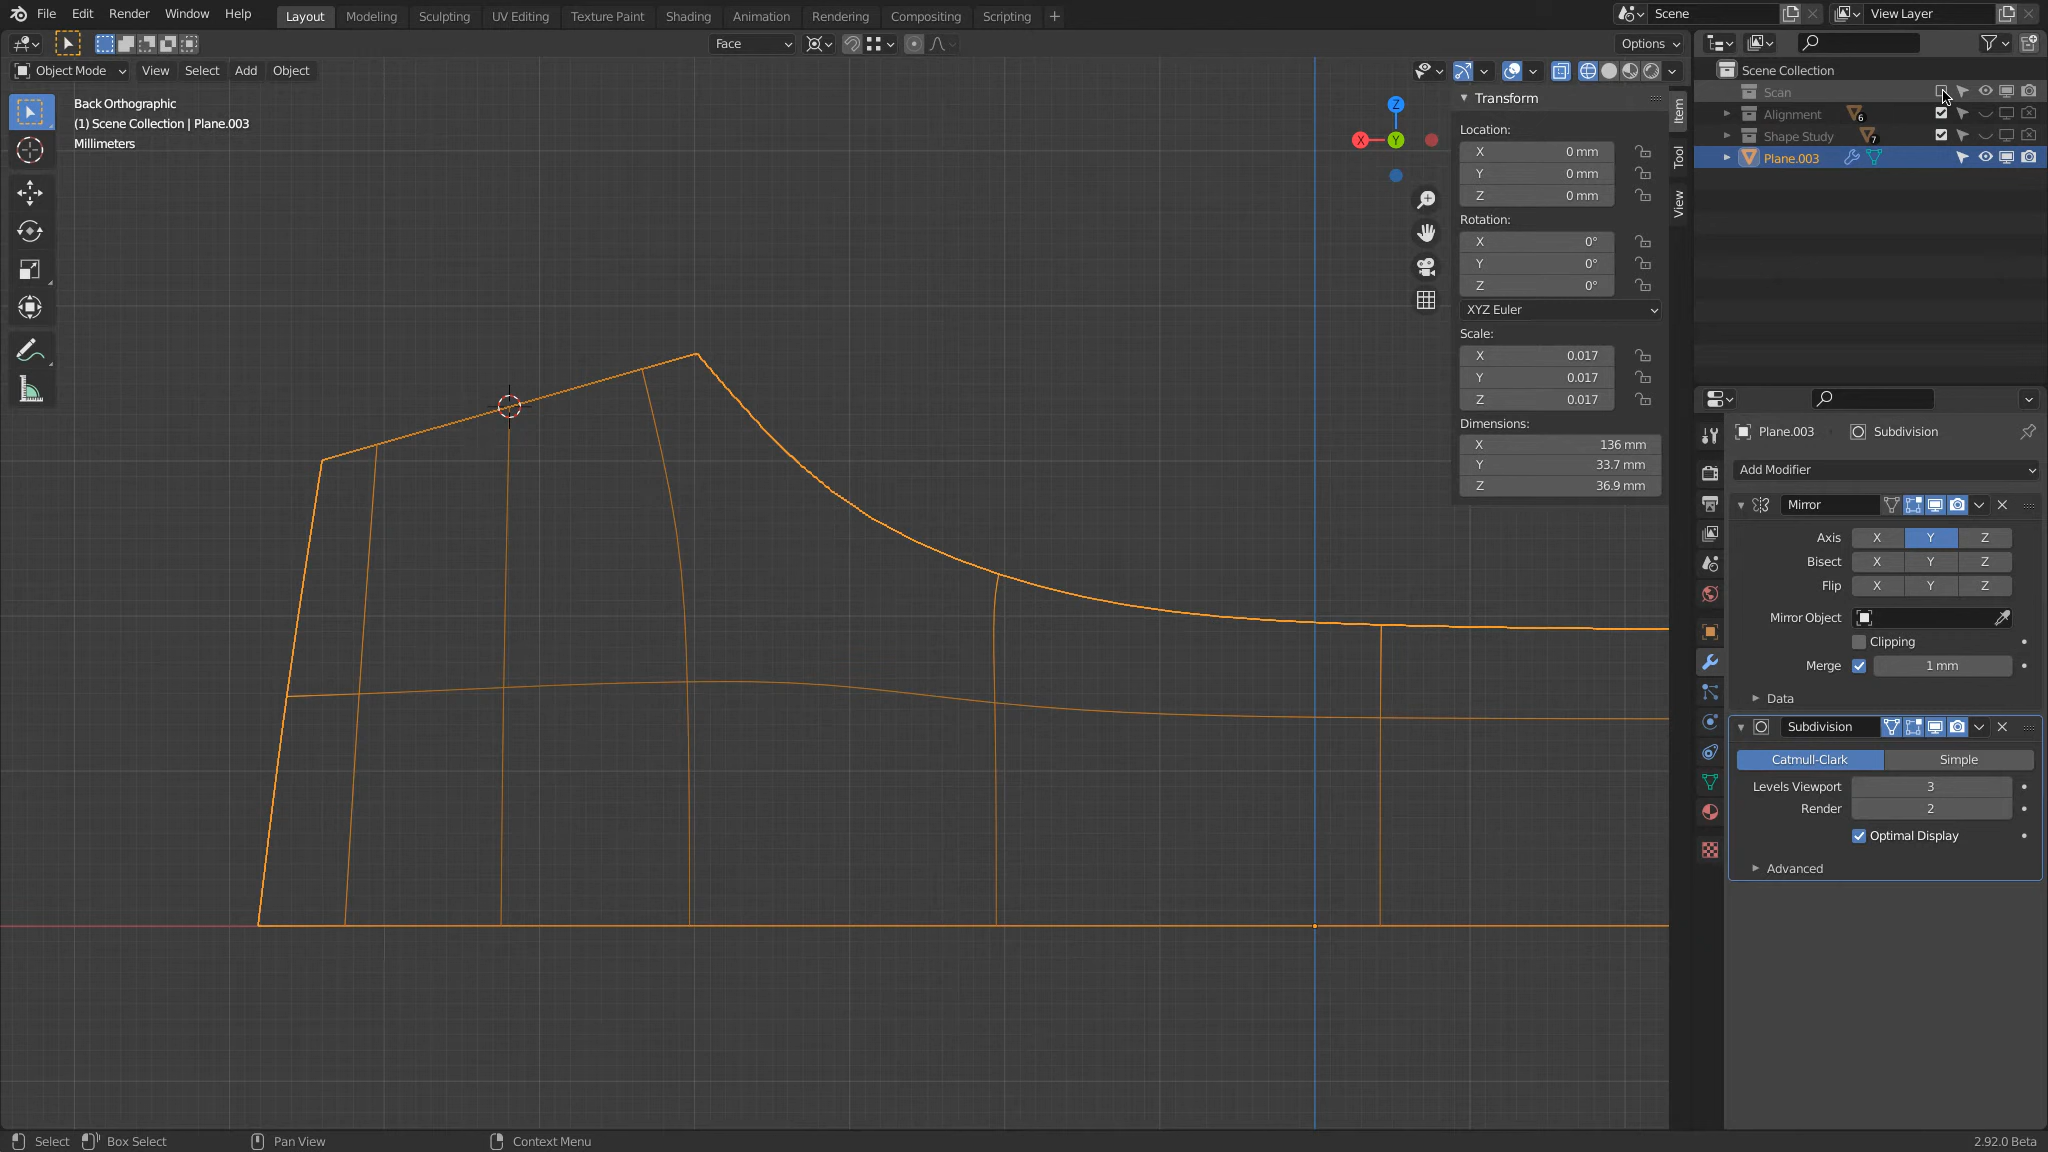 File Edit Render Window Help Layout Modeling Sculpting UV Editing Texture Paint Shading Animation Rendering Compositing Scripting + Scene View Layer
Face Options
Object Mode View Select Add Object
Back Orthographic
(1) Scene Collection | Plane.003
Millimeters
Z
X
Y
Transform
Location:
X 0 mm
Y 0 mm
Z 0 mm
Rotation:
X 0°
Y 0°
Z 0°
XYZ Euler
Scale:
X 0.017
Y 0.017
Z 0.017
Dimensions:
X 136 mm
Y 33.7 mm
Z 36.9 mm
Item
Tool
View
Scene Collection
Scan
Alignment 6
Shape Study 7
Plane.003
Plane.003 Subdivision
Add Modifier
Mirror
Axis X Y Z
Bisect X Y Z
Flip X Y Z
Mirror Object
Clipping
Merge 1 mm
Data
Subdivision
Catmull-Clark Simple
Levels Viewport 3
Render 2
Optimal Display
Advanced
Select Box Select Pan View Context Menu 2.92.0 Beta